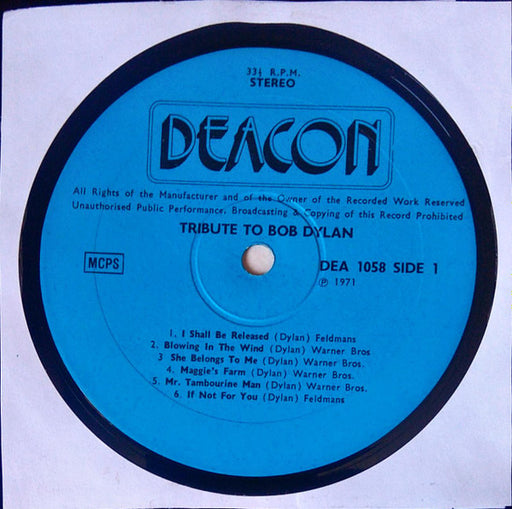 33⅓ R.P.M.
STEREO
DEACON
All Rights of the Manufacturer and of the Owner of the Recorded Work Reserved
Unauthorised Public Performance, Broadcasting & Copying of this Record Prohibited
TRIBUTE TO BOB DYLAN
MCPS
DEA 1058 SIDE 1
℗ 1971
1. I Shall Be Released (Dylan) Feldmans
2. Blowing In The Wind (Dylan) Warner Bros
3 She Belongs To Me (Dylan) Warner Bros.
4. Maggie's Farm (Dylan) Warner Bros.
5. Mr. Tambourine Man (Dylan) Warner Bros.
6. If Not For You (Dylan) Feldmans